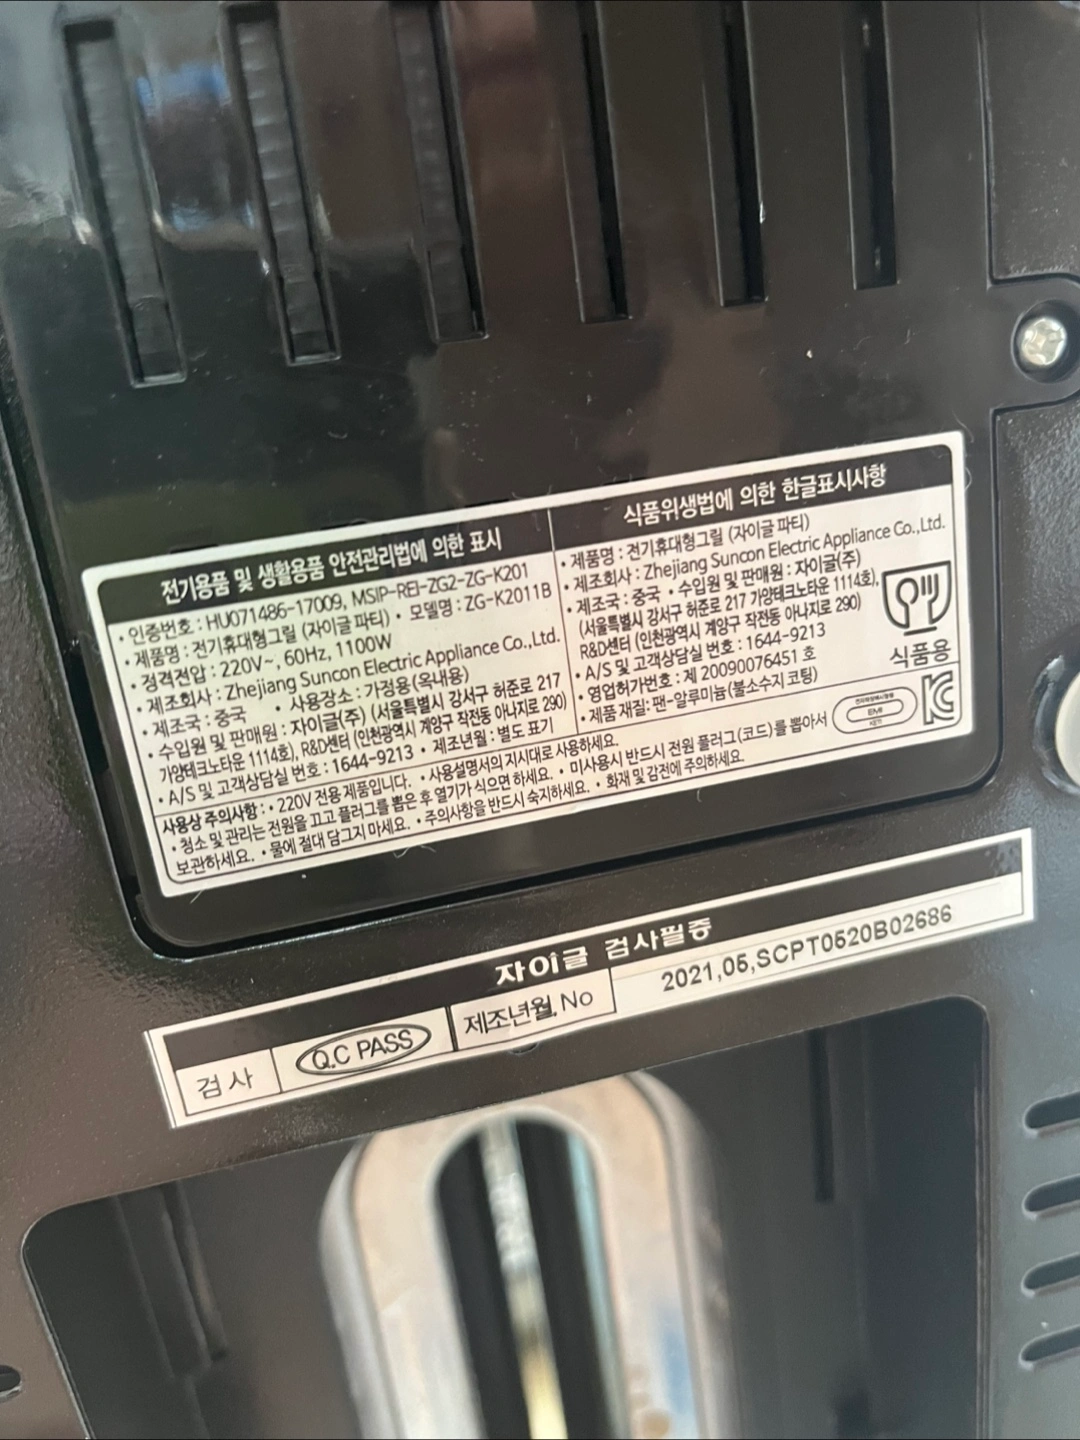 전기용품 및 생활용품 안전관리법에 의한 표시
• 인증번호 : HU071486-17009, MSIP-REI-ZG2-ZG-K201
• 제품명 : 전기휴대형그릴 (자이글 파티) • 모델명 : ZG-K2011B
• 정격전압 : 220V~, 60Hz, 1100W
• 제조회사 : Zhejiang Suncon Electric Appliance Co.,Ltd.
• 제조국 : 중국 • 사용장소 : 가정용(옥내용)
• 수입원 및 판매원 : 자이글(주) (서울특별시 강서구 허준로 217
가양테크노타운 1114호), R&D센터 (인천광역시 계양구 작전동 아나지로 290)
• A/S 및 고객상담실 번호 : 1644-9213 • 제조년월 : 별도 표기
식품위생법에 의한 한글표시사항
• 제품명 : 전기휴대형그릴 (자이글 파티)
• 제조회사 : Zhejiang Suncon Electric Appliance Co.,Ltd.
• 제조국 : 중국 • 수입원 및 판매원 : 자이글(주)
(서울특별시 강서구 허준로 217 가양테크노타운 1114호),
R&D센터 (인천광역시 계양구 작전동 아나지로 290)
• A/S 및 고객상담실 번호 : 1644-9213
• 영업허가번호 : 제 20090076451 호
• 제품 재질: 팬-알루미늄(불소수지 코팅)
식품용
사용상 주의사항 : • 220V 전용 제품입니다. • 사용설명서의 지시대로 사용하세요.
• 청소 및 관리는 전원을 끄고 플러그를 뽑은 후 열기가 식으면 하세요. • 미사용시 반드시 전원 플러그(코드)를 뽑아서
보관하세요. • 물에 절대 담그지 마세요. • 주의사항을 반드시 숙지하세요. • 화재 및 감전에 주의하세요.
EMI
자이글 검사필증
검 사 Q.C PASS 제조년월, No 2021,05,SCPT0520B02686